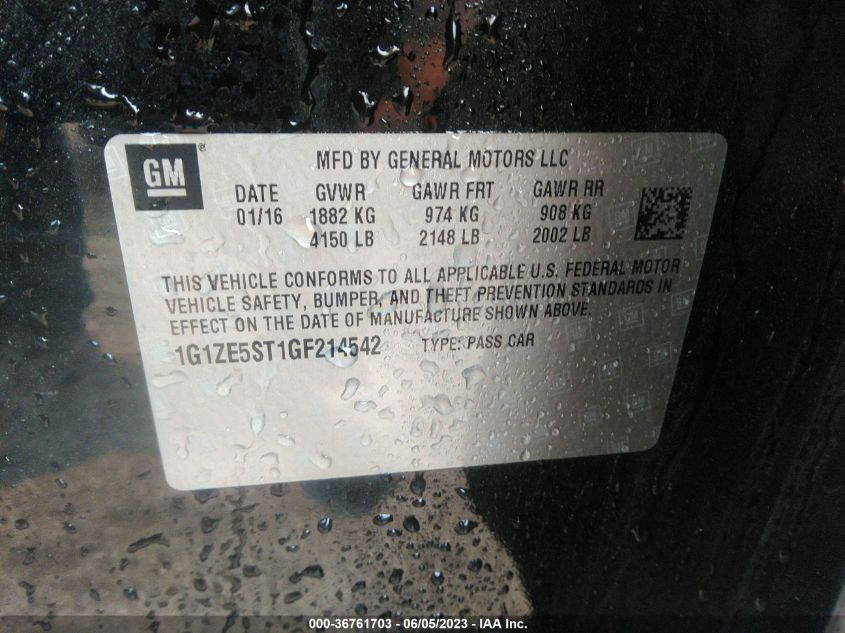 GM ®
MFD BY GENERAL MOTORS LLC
DATE GVWR GAWR FRT GAWR RR
01/16 1882 KG 974 KG 908 KG
4150 LB 2148 LB 2002 LB
THIS VEHICLE CONFORMS TO ALL APPLICABLE U.S. FEDERAL MOTOR
VEHICLE SAFETY, BUMPER, AND THEFT PREVENTION STANDARDS IN
EFFECT ON THE DATE OF MANUFACTURE SHOWN ABOVE.
1G1ZE5ST1GF214542 TYPE: PASS CAR
000-36761703 - 06/05/2023 - IAA Inc.